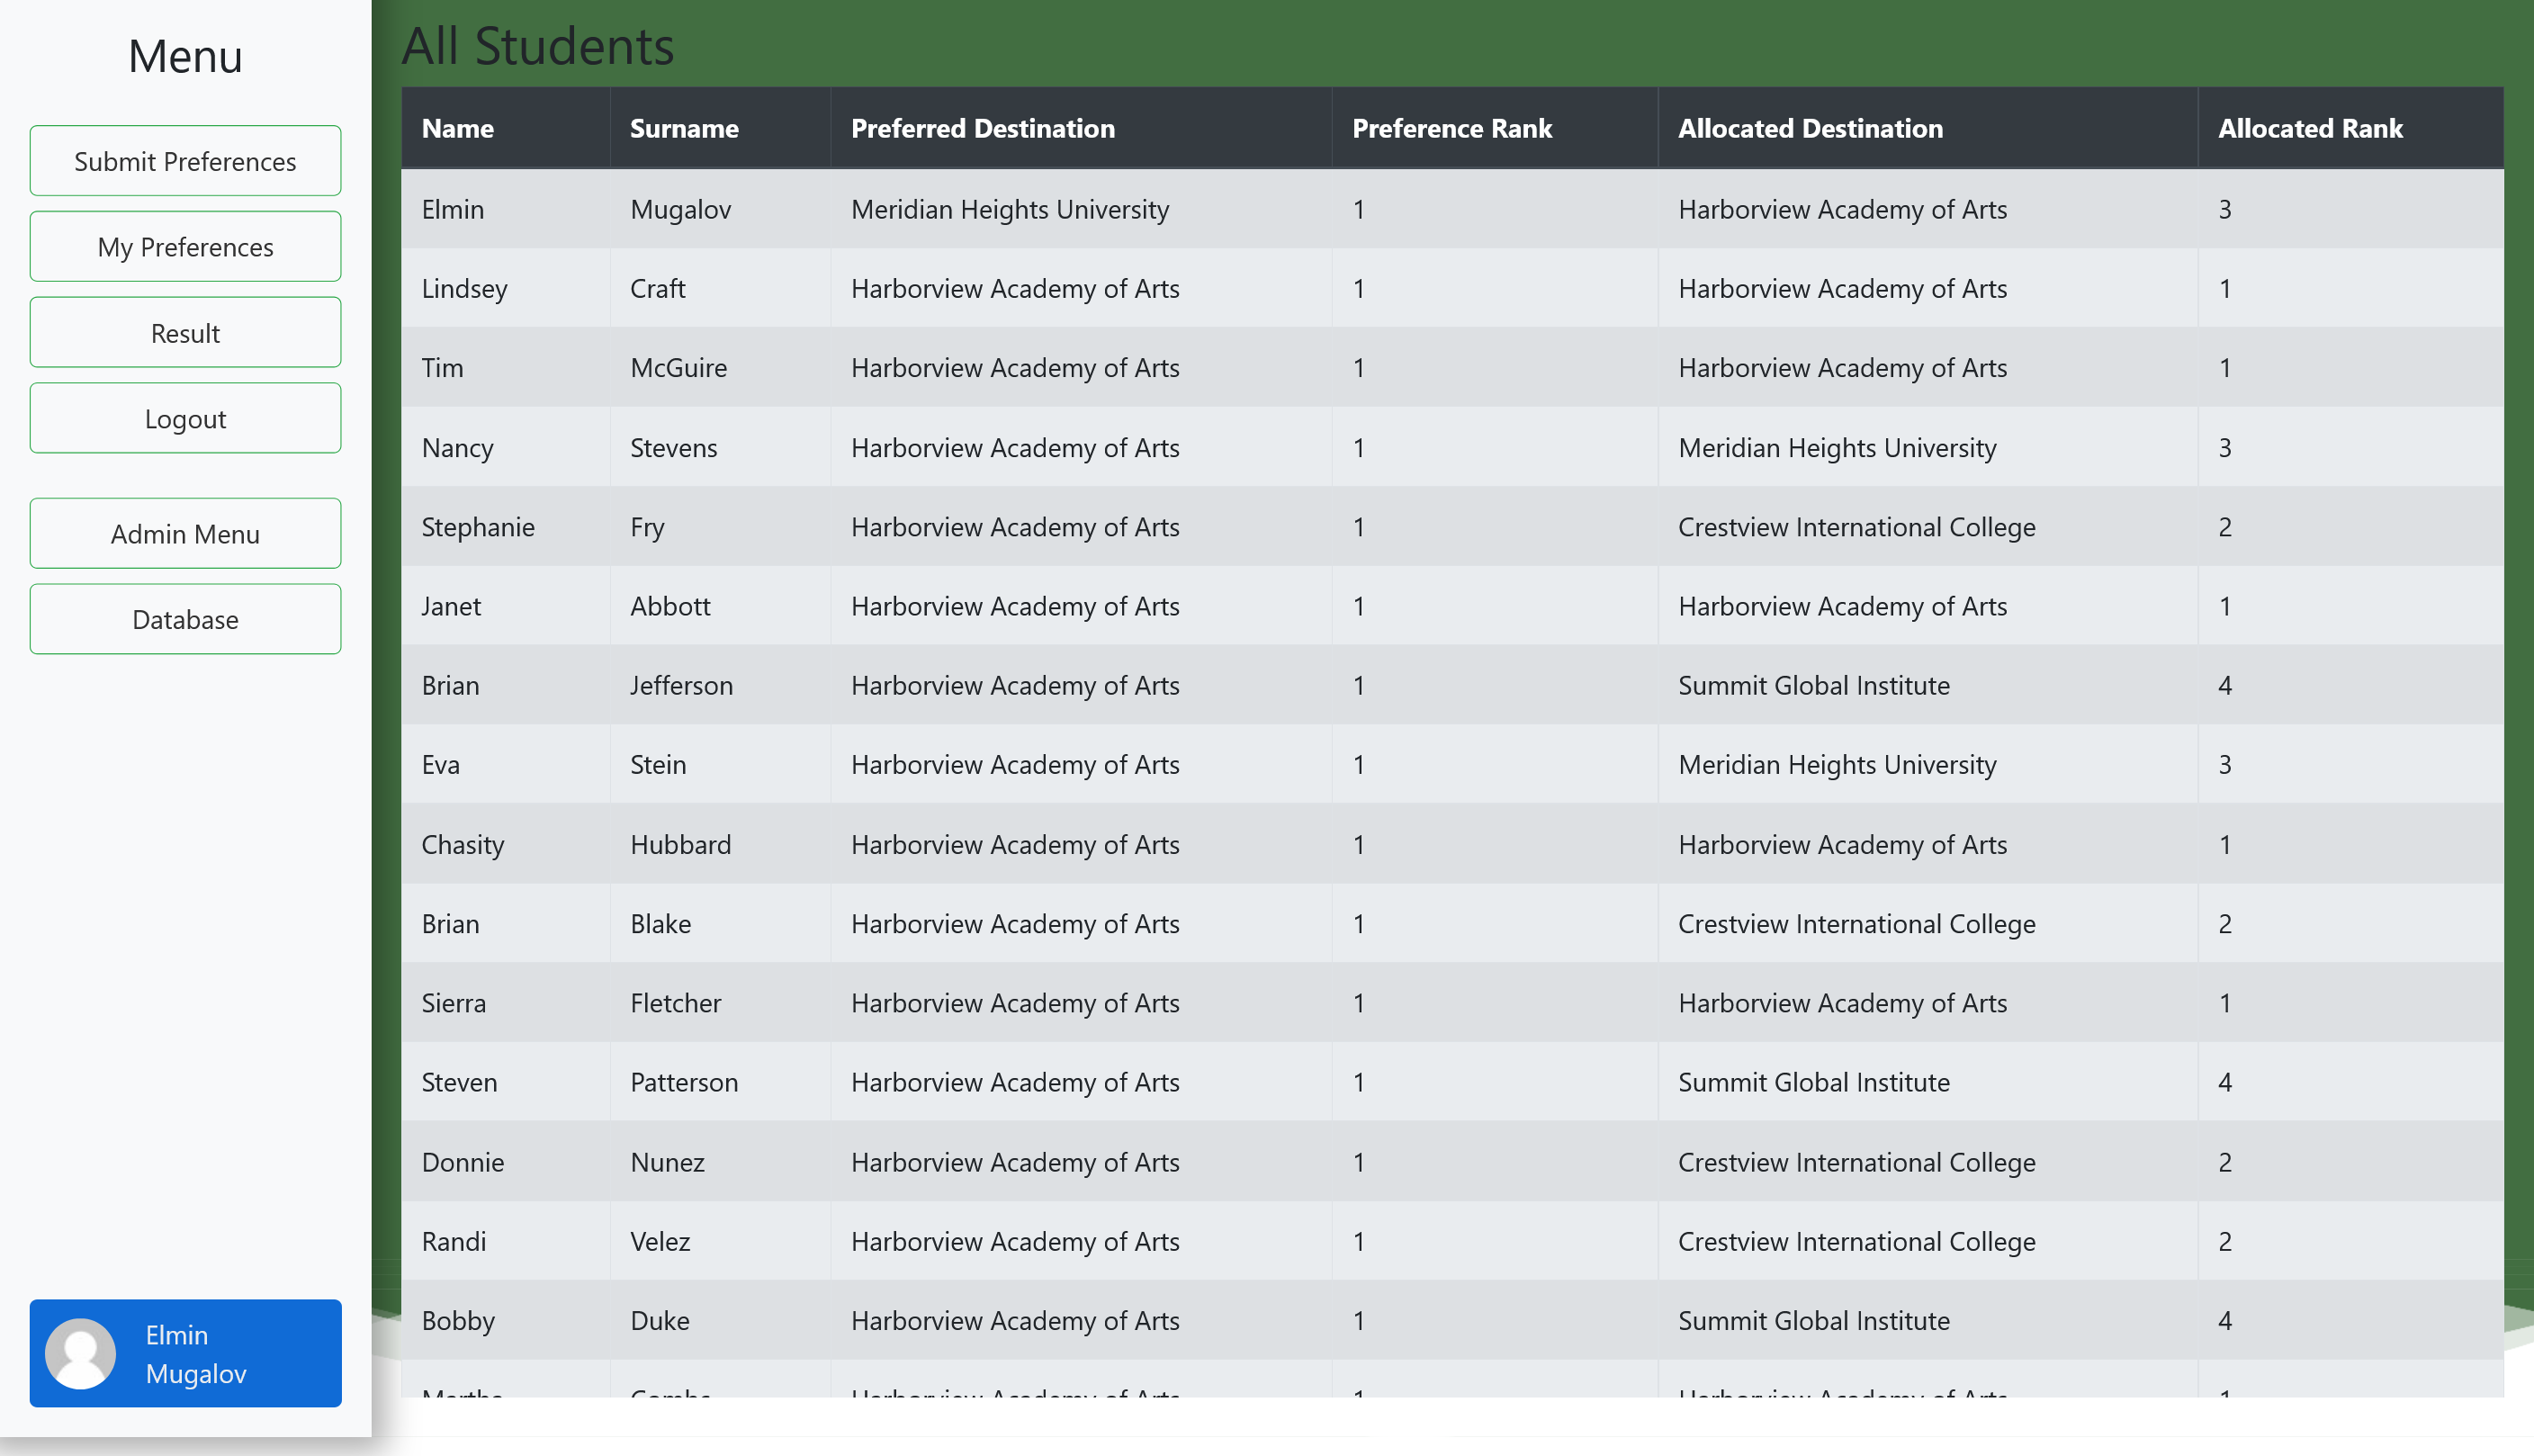 Menu
Submit Preferences
My Preferences
Result
Logout
Admin Menu
Database
Elmin
Mugalov
All Students
Name Surname Preferred Destination Preference Rank Allocated Destination Allocated Rank
Elmin Mugalov Meridian Heights University 1 Harborview Academy of Arts 3
Lindsey Craft Harborview Academy of Arts 1 Harborview Academy of Arts 1
Tim McGuire Harborview Academy of Arts 1 Harborview Academy of Arts 1
Nancy Stevens Harborview Academy of Arts 1 Meridian Heights University 3
Stephanie Fry Harborview Academy of Arts 1 Crestview International College 2
Janet Abbott Harborview Academy of Arts 1 Harborview Academy of Arts 1
Brian Jefferson Harborview Academy of Arts 1 Summit Global Institute 4
Eva Stein Harborview Academy of Arts 1 Meridian Heights University 3
Chasity Hubbard Harborview Academy of Arts 1 Harborview Academy of Arts 1
Brian Blake Harborview Academy of Arts 1 Crestview International College 2
Sierra Fletcher Harborview Academy of Arts 1 Harborview Academy of Arts 1
Steven Patterson Harborview Academy of Arts 1 Summit Global Institute 4
Donnie Nunez Harborview Academy of Arts 1 Crestview International College 2
Randi Velez Harborview Academy of Arts 1 Crestview International College 2
Bobby Duke Harborview Academy of Arts 1 Summit Global Institute 4
Harborview Academy of Arts 1 Harborview Academy of Arts 1